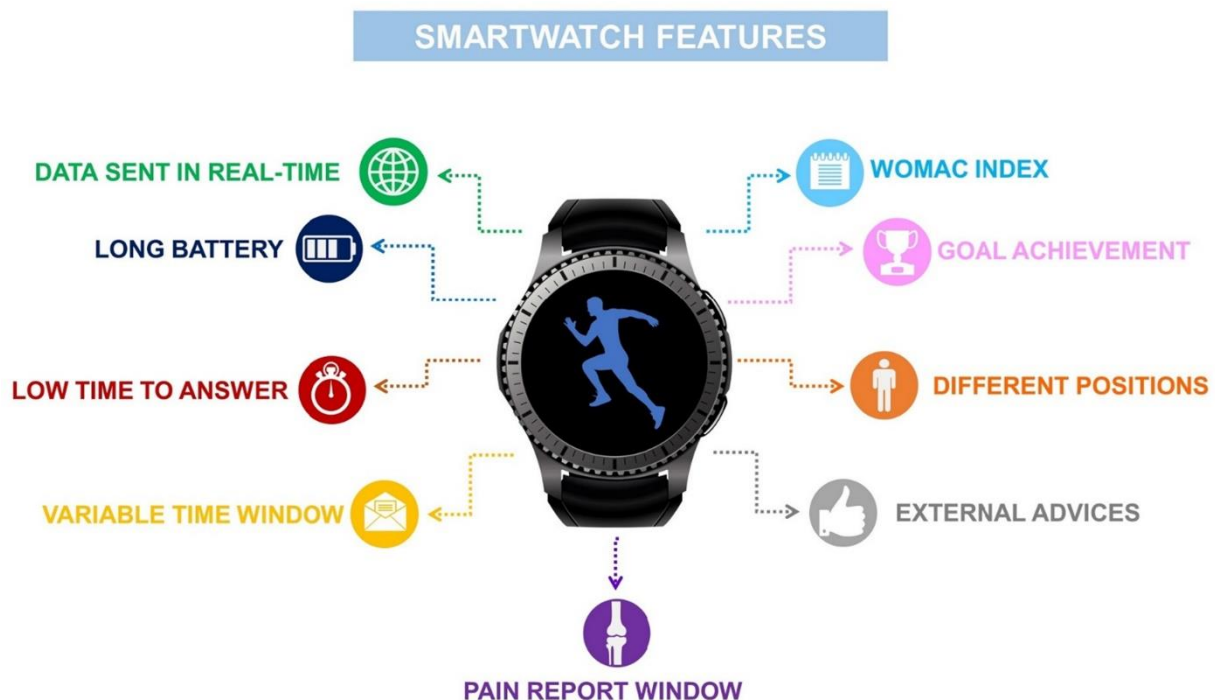 SMARTWATCH FEATURES
DATA SENT IN REAL-TIME
WOMAC INDEX
LONG BATTERY
GOAL ACHIEVEMENT
LOW TIME TO ANSWER
DIFFERENT POSITIONS
VARIABLE TIME WINDOW
EXTERNAL ADVICES
PAIN REPORT WINDOW